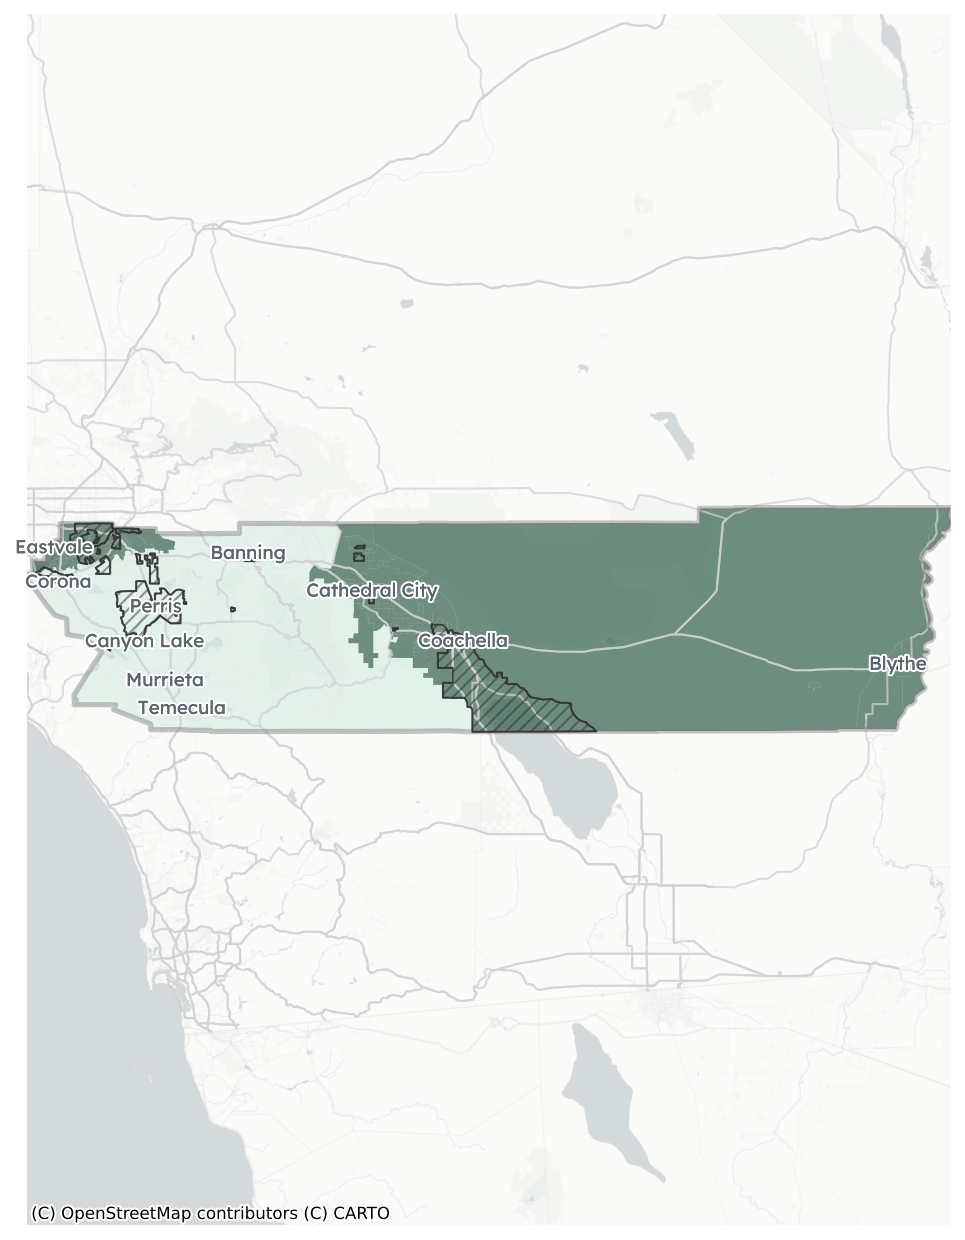 Eastvale
Banning
Corona
Cathedral City
Perris
Canyon Lake
Coachella
Blythe
Murrieta
Temecula
(C) OpenStreetMap contributors (C) CARTO